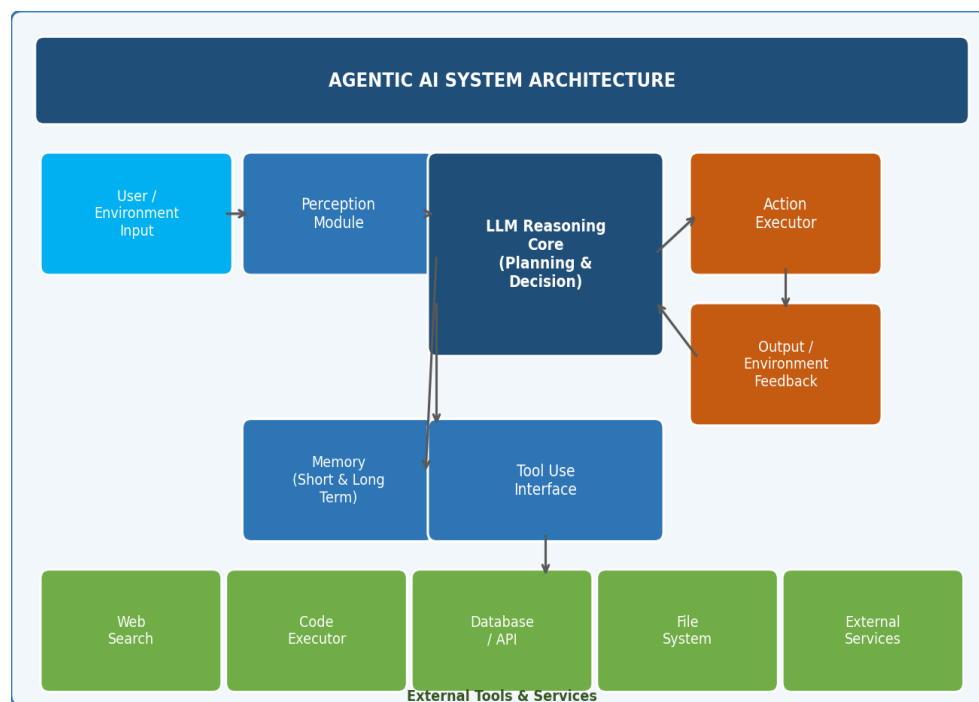 AGENTIC AI SYSTEM ARCHITECTURE
User /
Environment
Input
Perception
Module
LLM Reasoning
Core
(Planning &
Decision)
Action
Executor
Output /
Environment
Feedback
Memory
(Short & Long
Term)
Tool Use
Interface
Web
Search
Code
Executor
Database
/ API
File
System
External
Services
External Tools & Services